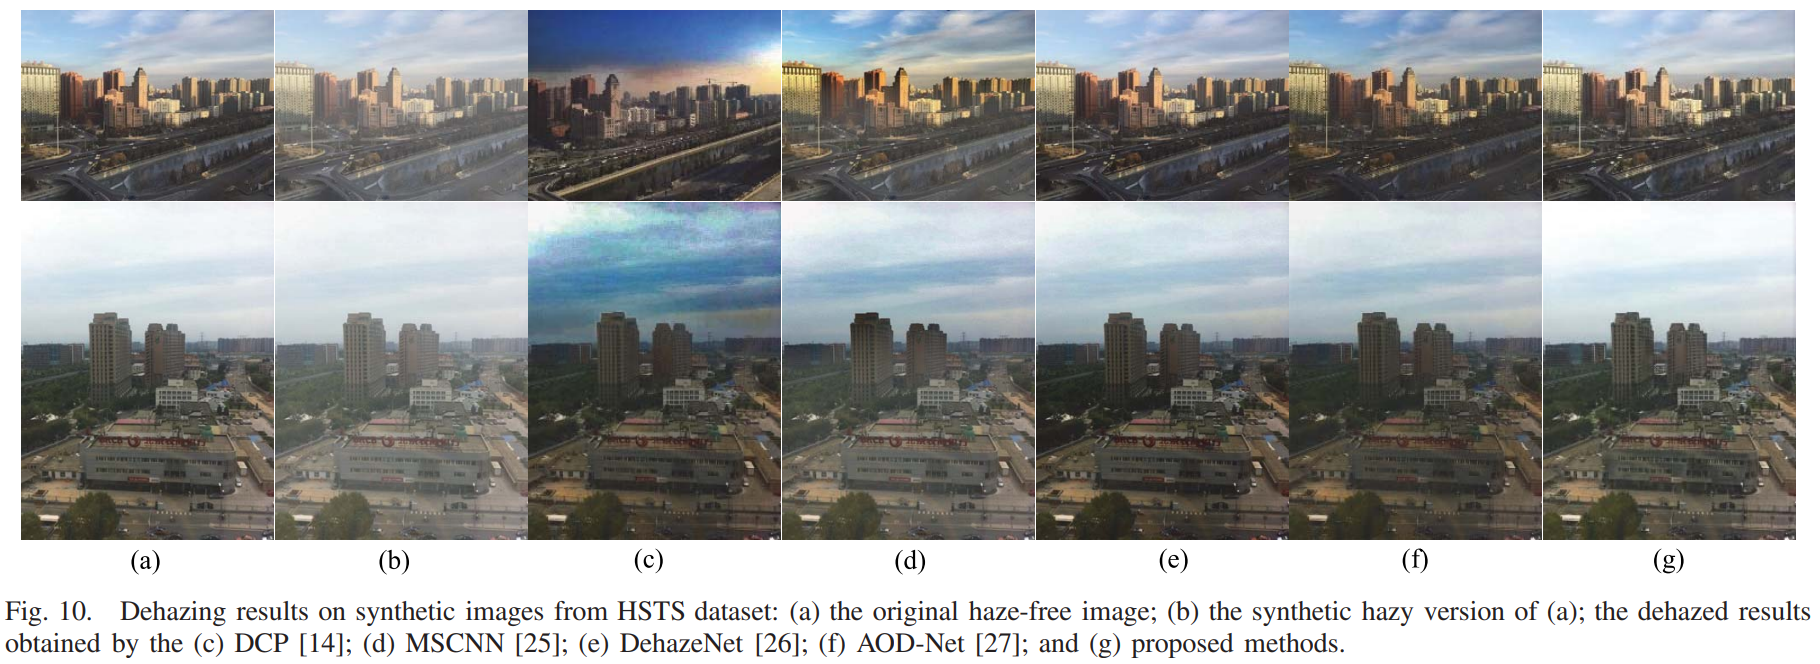 (a) (b) (c) (d) (e) (f) (g)
Fig. 10. Dehazing results on synthetic images from HSTS dataset: (a) the original haze-free image; (b) the synthetic hazy version of (a); the dehazed results
obtained by the (c) DCP [14]; (d) MSCNN [25]; (e) DehazeNet [26]; (f) AOD-Net [27]; and (g) proposed methods.